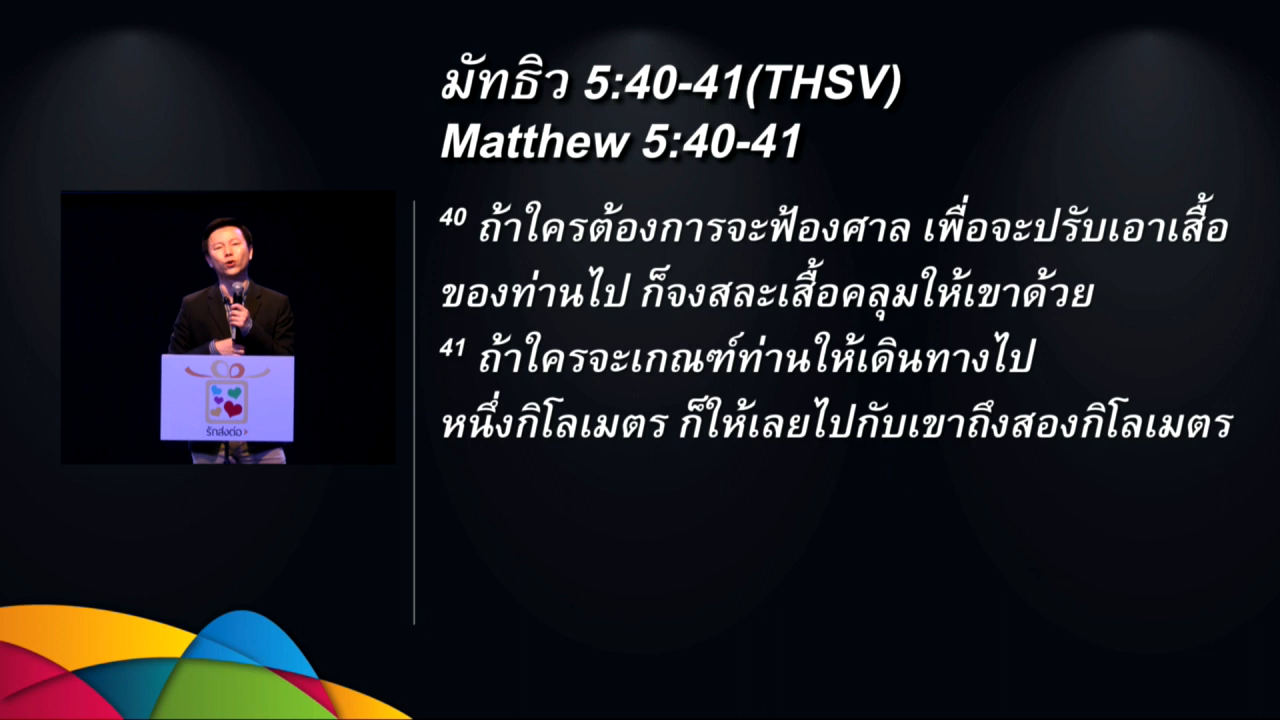 มัทธิว 5:40-41(THSV)
Matthew 5:40-41
40 ถ้าใครต้องการจะฟ้องศาล เพื่อจะปรับเอาเสื้อ
ของท่านไป ก็จงสละเสื้อคลุมให้เขาด้วย
41 ถ้าใครจะเกณฑ์ท่านให้เดินทางไป
หนึ่งกิโลเมตร ก็ให้เลยไปกับเขาถึงสองกิโลเมตร
รักส่งต่อ